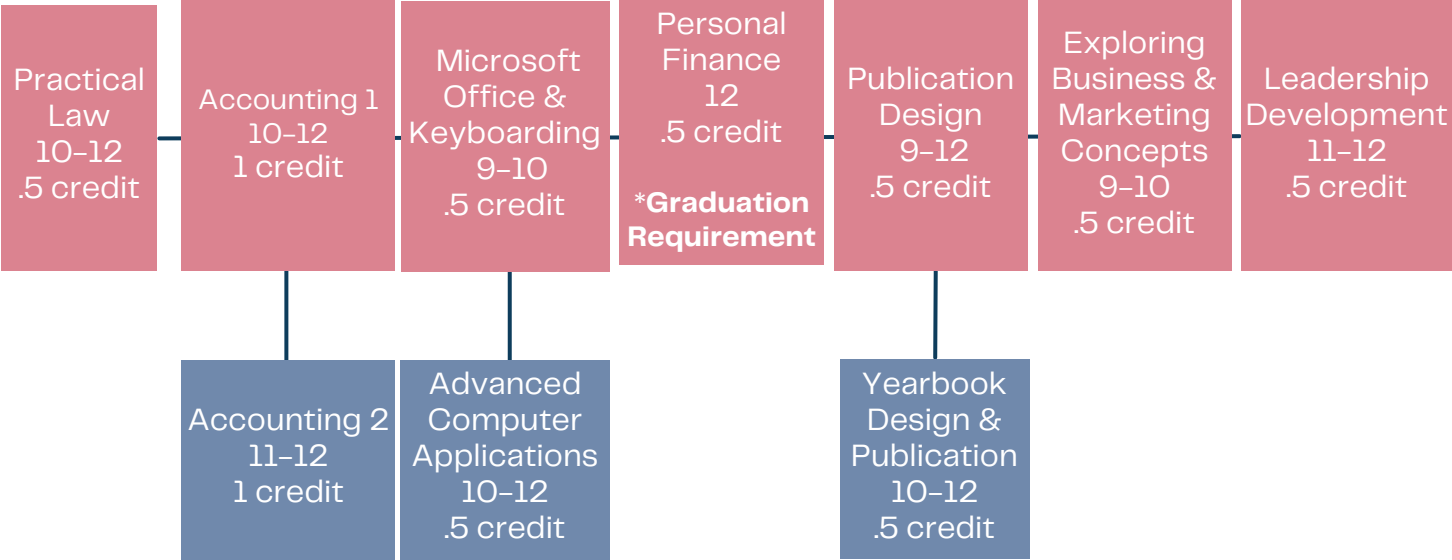 Practical
Law
10-12
.5 credit
Accounting 1
10-12
1 credit
Microsoft
Office &
Keyboarding
9-10
.5 credit
Personal
Finance
12
.5 credit
*Graduation
Requirement
Publication
Design
9-12
.5 credit
Exploring
Business &
Marketing
Concepts
9-10
.5 credit
Leadership
Development
11-12
.5 credit
Accounting 2
11-12
1 credit
Advanced
Computer
Applications
10-12
.5 credit
Yearbook
Design &
Publication
10-12
.5 credit